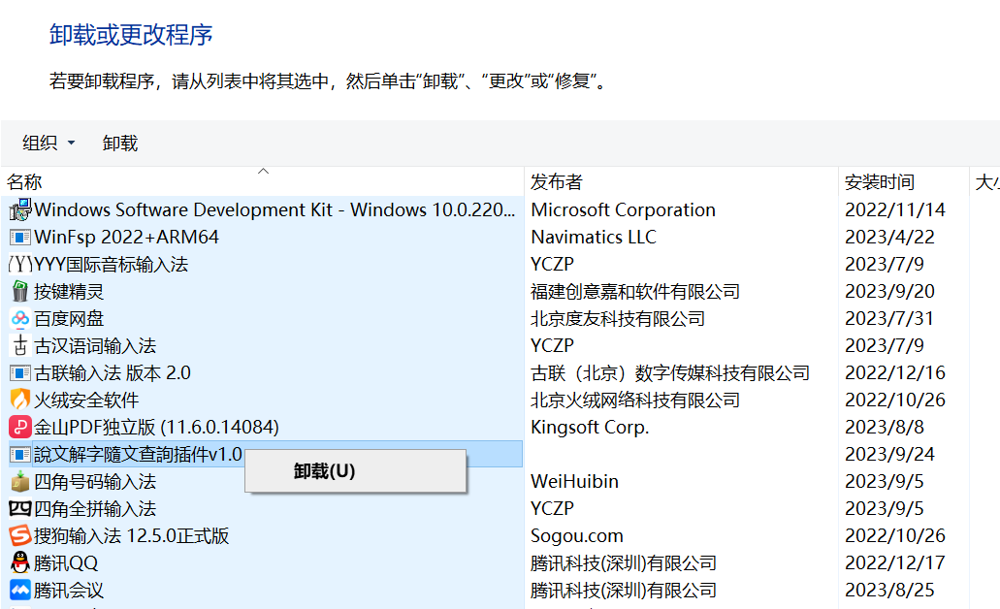 卸载或更改程序
若要卸载程序，请从列表中将其选中，然后单击“卸载”、“更改”或“修复”。
组织 卸载
名称 发布者 安装时间 大小
Windows Software Development Kit - Windows 10.0.220... Microsoft Corporation 2022/11/14
WinFsp 2022+ARM64 Navimatics LLC 2023/4/22
YYY国际音标输入法 YCZP 2023/7/9
按键精灵 福建创意嘉和软件有限公司 2023/9/20
百度网盘 北京度友科技有限公司 2023/7/31
古汉语词输入法 YCZP 2023/7/9
古联输入法 版本 2.0 古联（北京）数字传媒科技有限公司 2022/12/16
火绒安全软件 北京火绒网络科技有限公司 2022/10/26
金山PDF独立版 (11.6.0.14084) Kingsoft Corp. 2023/8/8
說文解字隨文查詢插件v1.0 2023/9/24
卸载(U)
四角号码输入法 WeiHuibin 2023/9/5
四角全拼输入法 YCZP 2023/9/5
搜狗输入法 12.5.0正式版 Sogou.com 2022/10/26
腾讯QQ 腾讯科技(深圳)有限公司 2022/12/17
腾讯会议 腾讯科技(深圳)有限公司 2023/8/25